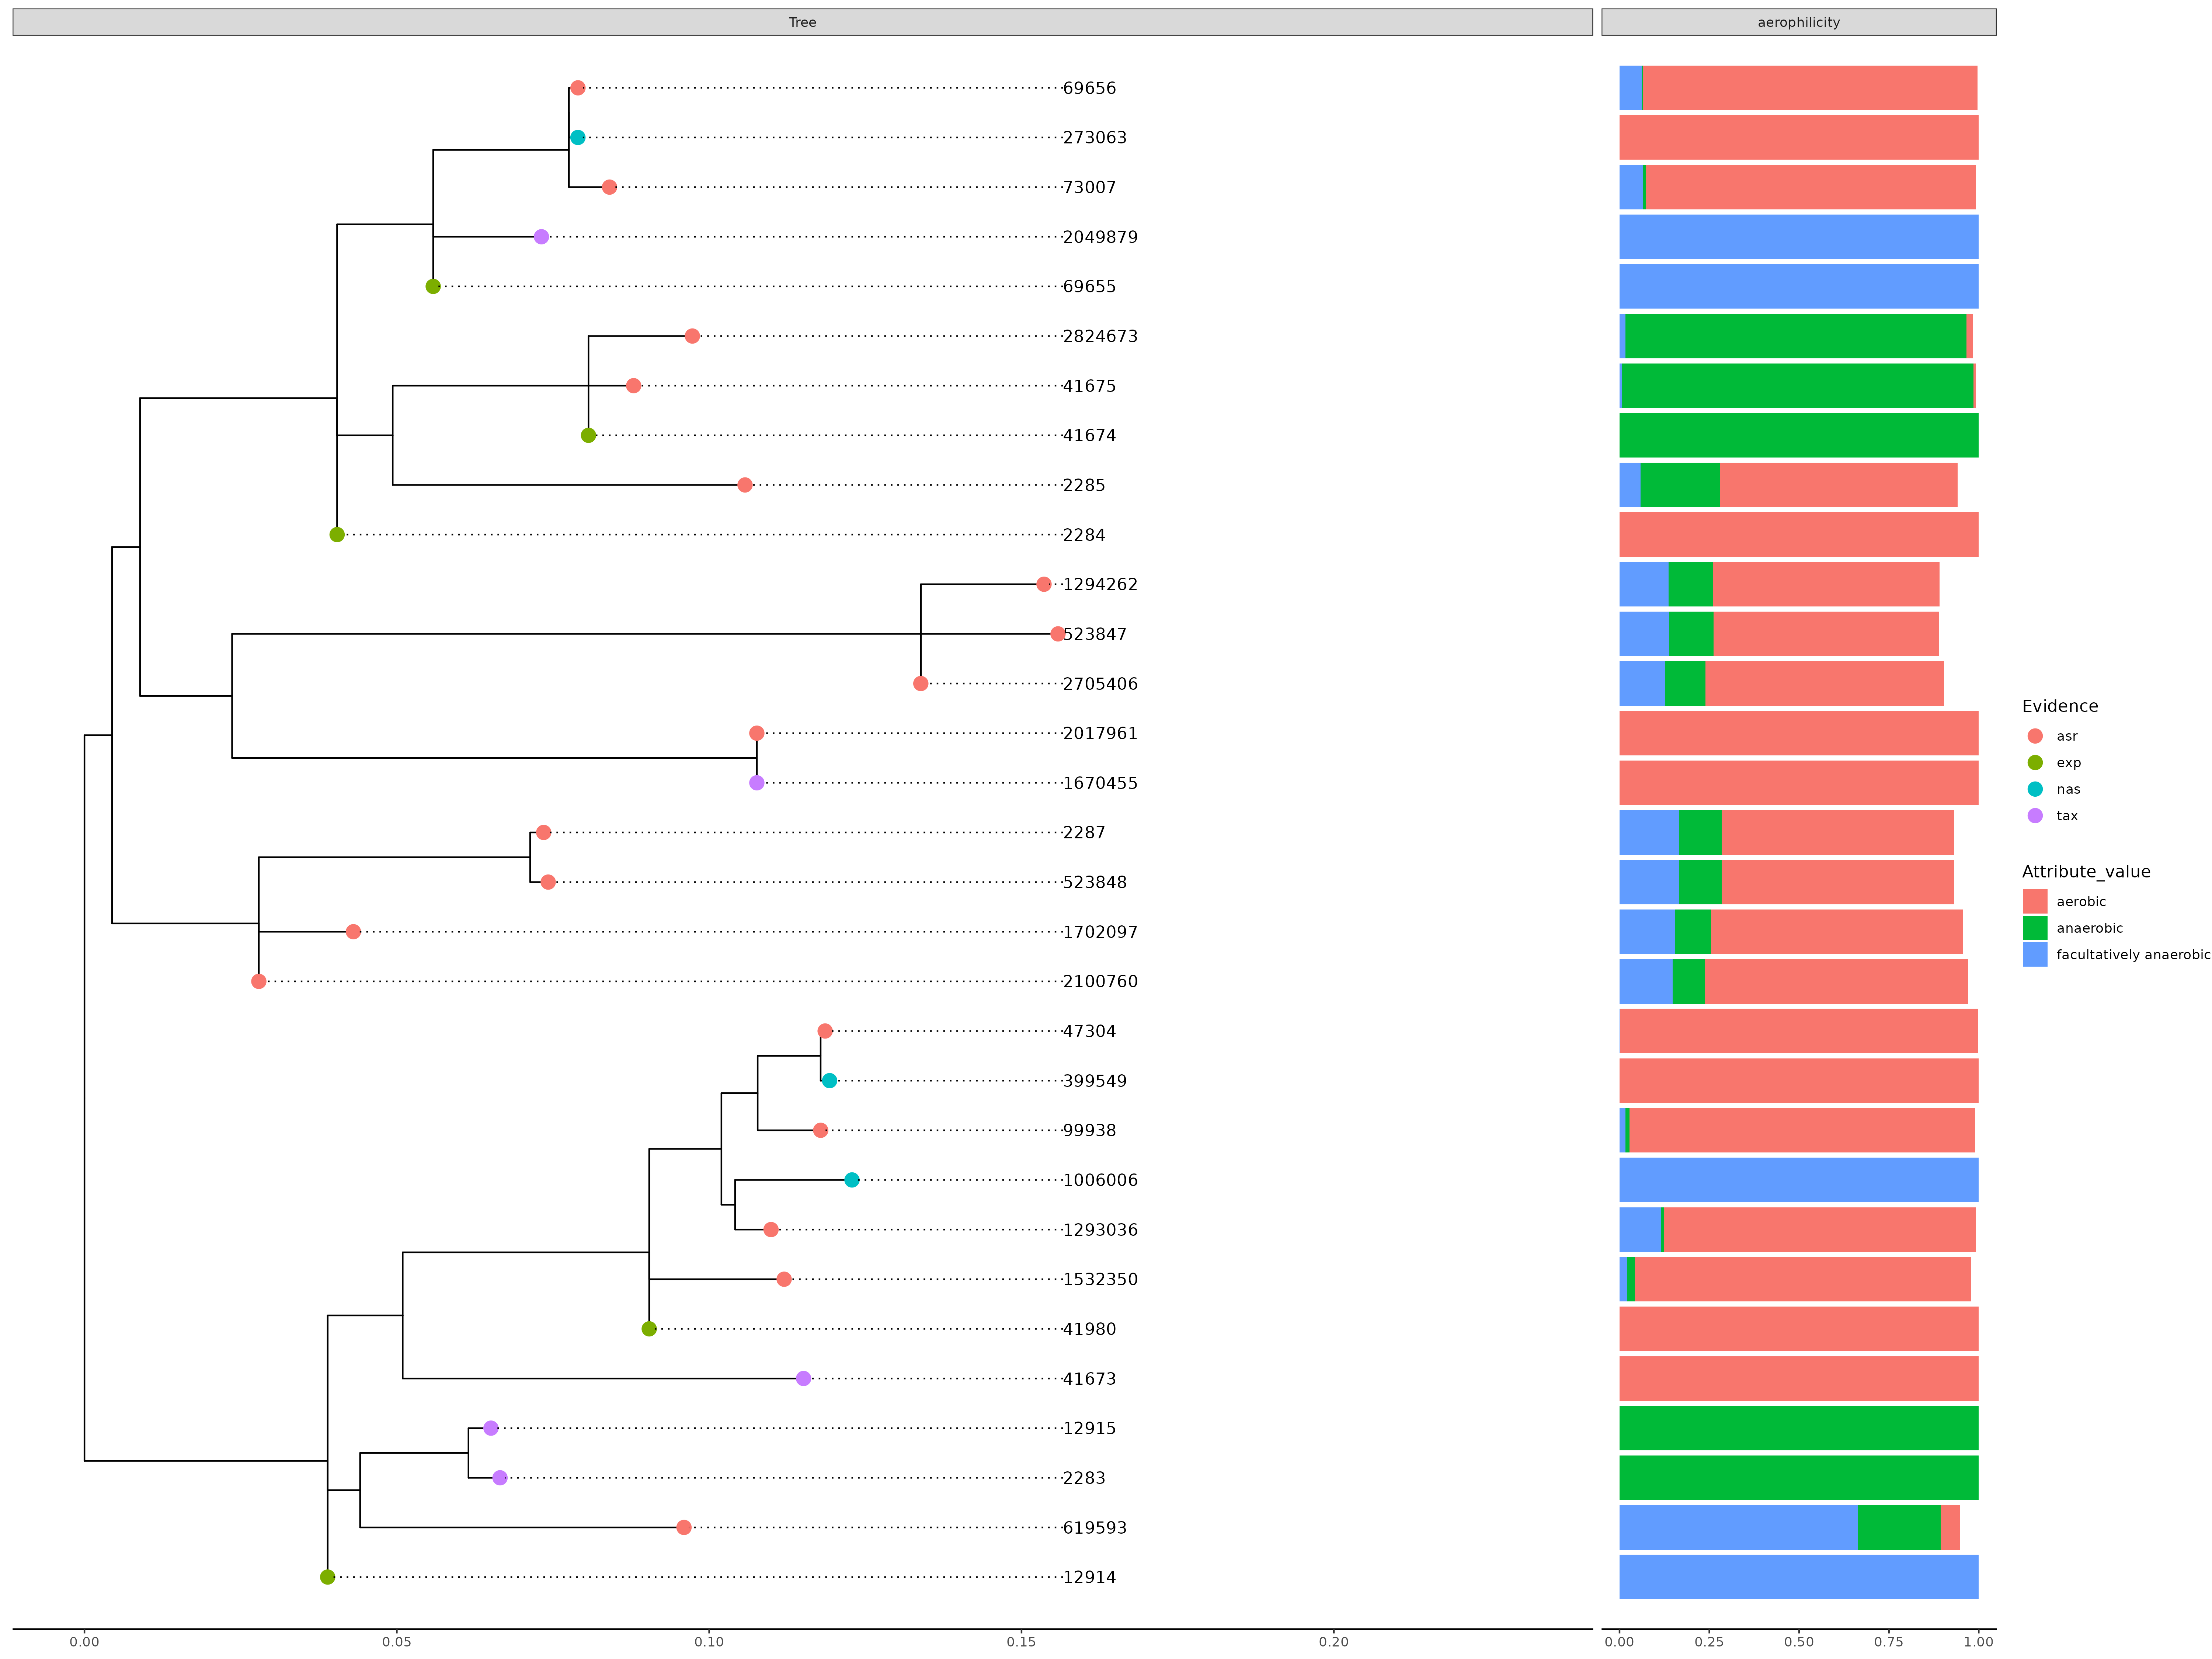 Tree
aerophilicity
69656
273063
73007
2049879
69655
2824673
41675
41674
2285
2284
1294262
523847
2705406
2017961
1670455
2287
523848
1702097
2100760
47304
399549
99938
1006006
1293036
1532350
41980
41673
12915
2283
619593
12914
0.00 0.05 0.10 0.15 0.20
0.00 0.25 0.50 0.75 1.00
Evidence
asr
exp
nas
tax
Attribute_value
aerobic
anaerobic
facultatively anaerobic